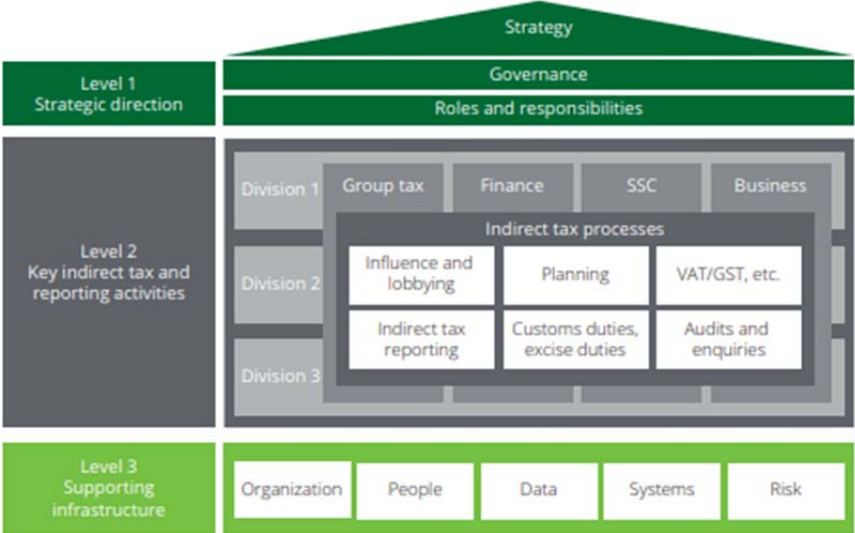 Strategy
Level 1
Strategic direction
Governance
Roles and responsibilities
Level 2
Key indirect tax and
reporting activities
Division 1
Group tax
Finance
SSC
Business
Indirect tax processes
Division 2
Influence and
lobbying
Planning
VAT/GST, etc.
Indirect tax
reporting
Customs duties,
excise duties
Audits and
enquiries
Division 3
Level 3
Supporting
infrastructure
Organization
People
Data
Systems
Risk